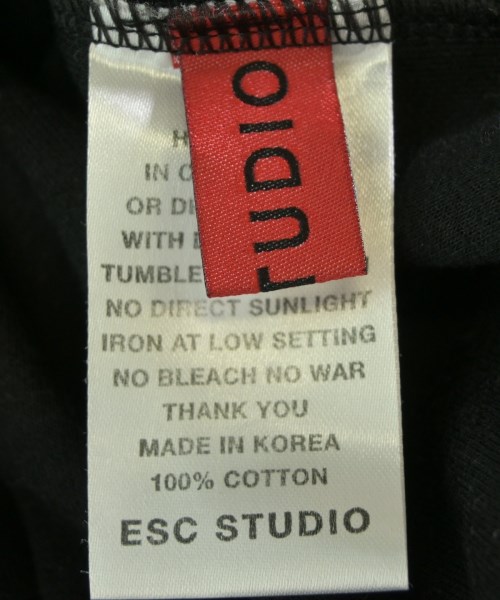 TUDIO
IN
OR
WITH
TUMBLE
NO DIRECT SUNLIGHT
IRON AT LOW SETTING
NO BLEACH NO WAR
THANK YOU
MADE IN KOREA
100% COTTON
ESC STUDIO